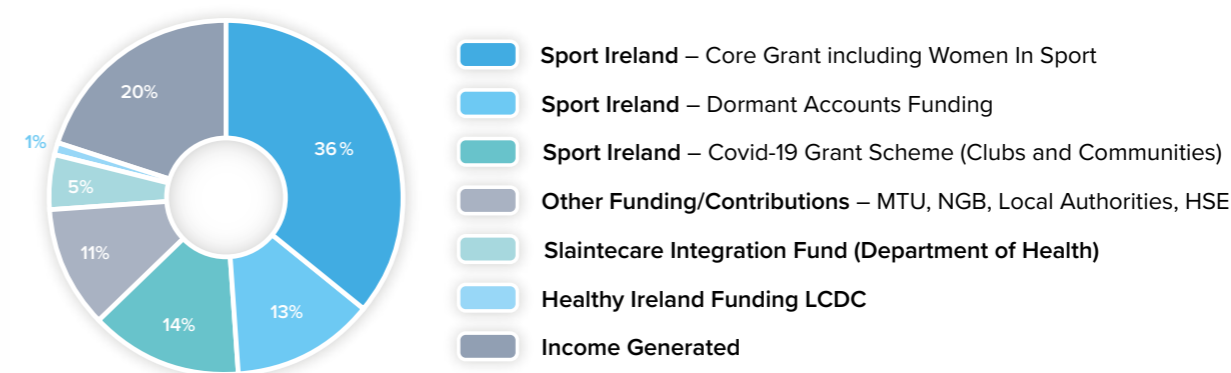 20%
36%
1%
5%
11%
14%
13%
Sport Ireland – Core Grant including Women In Sport
Sport Ireland – Dormant Accounts Funding
Sport Ireland – Covid-19 Grant Scheme (Clubs and Communities)
Other Funding/Contributions – MTU, NGB, Local Authorities, HSE
Slaintecare Integration Fund (Department of Health)
Healthy Ireland Funding LCDC
Income Generated